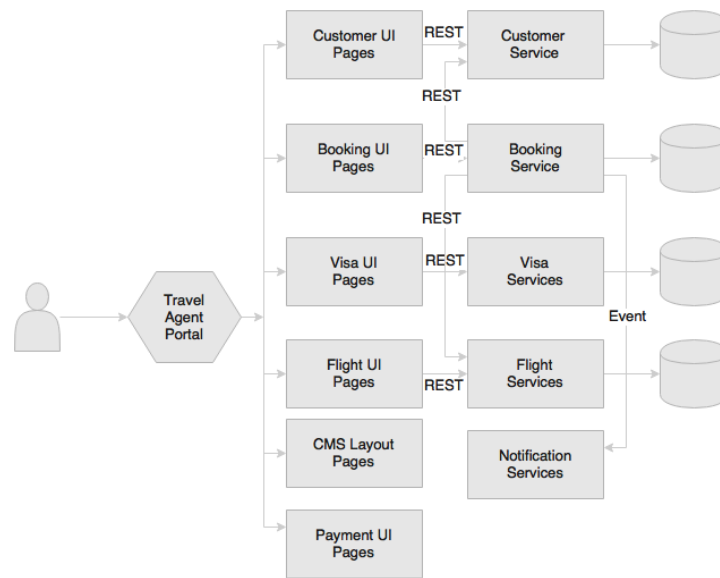 Customer UI
Pages
REST
Customer
Service
REST
Booking UI
Pages
REST
Booking
Service
REST
Visa UI
Pages
REST
Visa
Services
Travel
Agent
Portal
Event
Flight UI
Pages
REST
Flight
Services
CMS Layout
Pages
Notification
Services
Payment UI
Pages